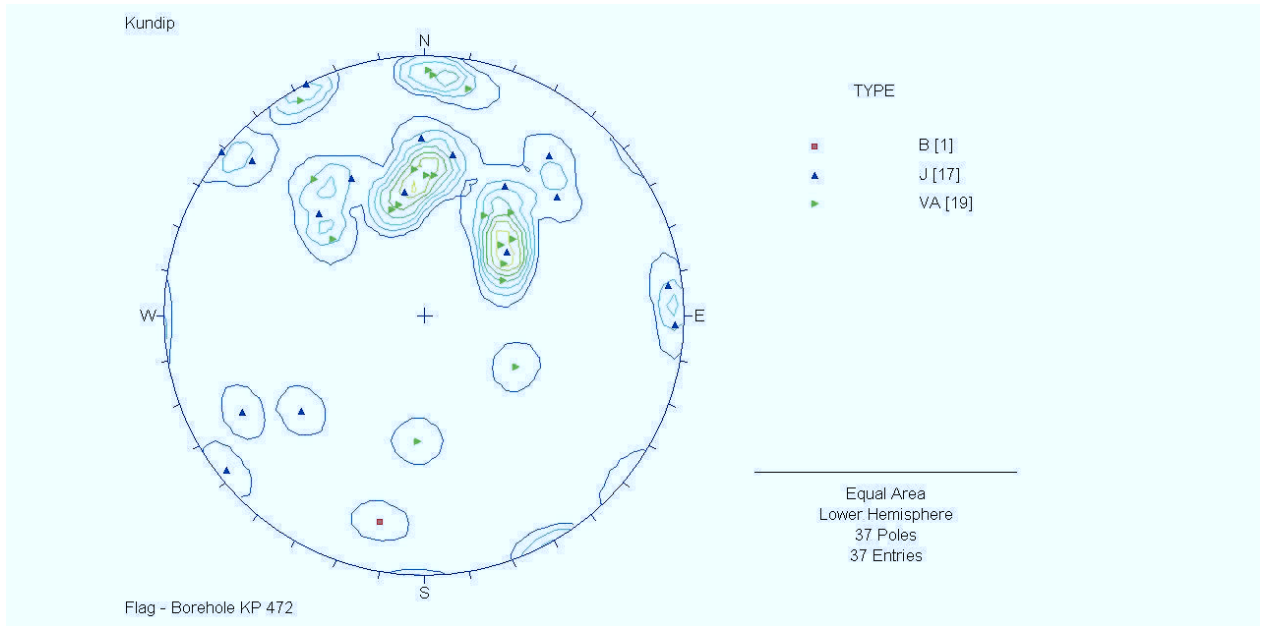 Kundip
N
TYPE
B [1]
J [17]
VA [19]
W
E
Equal Area
Lower Hemisphere
37 Poles
37 Entries
S
Flag - Borehole KP 472